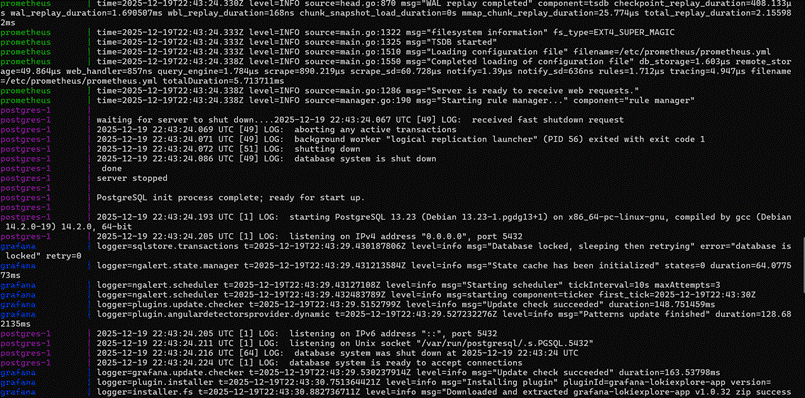 prometheus | time=2025-12-19T22:43:24.330Z level=INFO source=head.go:870 msg="WAL replay completed" component=tsdb checkpoint_replay_duration=408.133µ
s wal_replay_duration=1.690507ms wbl_replay_duration=168ns chunk_snapshot_load_duration=0s mmap_chunk_replay_duration=25.774µs total_replay_duration=2.15598
2ms
prometheus | time=2025-12-19T22:43:24.333Z level=INFO source=main.go:1322 msg="filesystem information" fs_type=EXT4_SUPER_MAGIC
prometheus | time=2025-12-19T22:43:24.333Z level=INFO source=main.go:1325 msg="TSDB started"
prometheus | time=2025-12-19T22:43:24.333Z level=INFO source=main.go:1510 msg="Loading configuration file" filename=/etc/prometheus/prometheus.yml
prometheus | time=2025-12-19T22:43:24.338Z level=INFO source=main.go:1550 msg="Completed loading of configuration file" db_storage=1.603µs remote_stor
age=49.864µs web_handler=857ns query_engine=1.784µs scrape=890.219µs scrape_sd=60.728µs notify=1.39µs notify_sd=636ns rules=1.712µs tracing=4.947µs filename
=/etc/prometheus/prometheus.yml totalDuration=5.713711ms
prometheus | time=2025-12-19T22:43:24.338Z level=INFO source=main.go:1286 msg="Server is ready to receive web requests."
prometheus | time=2025-12-19T22:43:24.338Z level=INFO source=manager.go:190 msg="Starting rule manager..." component="rule manager"
postgres-1 |
postgres-1 | waiting for server to shut down....2025-12-19 22:43:24.067 UTC [49] LOG:  received fast shutdown request
postgres-1 | 2025-12-19 22:43:24.069 UTC [49] LOG:  aborting any active transactions
postgres-1 | 2025-12-19 22:43:24.071 UTC [49] LOG:  background worker "logical replication launcher" (PID 56) exited with exit code 1
postgres-1 | 2025-12-19 22:43:24.072 UTC [51] LOG:  shutting down
postgres-1 | 2025-12-19 22:43:24.086 UTC [49] LOG:  database system is shut down
postgres-1 |  done
postgres-1 | server stopped
postgres-1 |
postgres-1 | PostgreSQL init process complete; ready for start up.
postgres-1 |
postgres-1 | 2025-12-19 22:43:24.193 UTC [1] LOG:  starting PostgreSQL 13.23 (Debian 13.23-1.pgdg13+1) on x86_64-pc-linux-gnu, compiled by gcc (Debian
 14.2.0-19) 14.2.0, 64-bit
postgres-1 | 2025-12-19 22:43:24.205 UTC [1] LOG:  listening on IPv4 address "0.0.0.0", port 5432
grafana | logger=sqlstore.transactions t=2025-12-19T22:43:29.430187806Z level=info msg="Database locked, sleeping then retrying" error="database is
 locked" retry=0
grafana | logger=ngalert.state.manager t=2025-12-19T22:43:29.431213584Z level=info msg="State cache has been initialized" states=0 duration=64.0775
73ms
grafana | logger=ngalert.scheduler t=2025-12-19T22:43:29.43127108Z level=info msg="Starting scheduler" tickInterval=10s maxAttempts=3
grafana | logger=ngalert.scheduler t=2025-12-19T22:43:29.432483789Z level=info msg=starting component=ticker first_tick=2025-12-19T22:43:30Z
grafana | logger=plugins.update.checker t=2025-12-19T22:43:29.5152799Z level=info msg="Update check succeeded" duration=148.751459ms
grafana | logger=plugin.angulardetectorsprovider.dynamic t=2025-12-19T22:43:29.527232276Z level=info msg="Patterns update finished" duration=128.68
2135ms
postgres-1 | 2025-12-19 22:43:24.205 UTC [1] LOG:  listening on IPv6 address "::", port 5432
postgres-1 | 2025-12-19 22:43:24.211 UTC [1] LOG:  listening on Unix socket "/var/run/postgresql/.s.PGSQL.5432"
postgres-1 | 2025-12-19 22:43:24.216 UTC [64] LOG:  database system was shut down at 2025-12-19 22:43:24 UTC
postgres-1 | 2025-12-19 22:43:24.224 UTC [1] LOG:  database system is ready to accept connections
grafana | logger=grafana.update.checker t=2025-12-19T22:43:29.530237914Z level=info msg="Update check succeeded" duration=163.53798ms
grafana | logger=plugin.installer t=2025-12-19T22:43:30.751364421Z level=info msg="Installing plugin" pluginId=grafana-lokiexplore-app version=
grafana | logger=installer.fs t=2025-12-19T22:43:30.882736711Z level=info msg="Downloaded and extracted grafana-lokiexplore-app v1.0.32 zip success